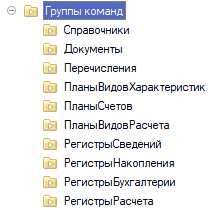 Группы команд
Справочники
Документы
Перечисления
ПланыВидовХарактеристик
ПланыСчетов
ПланыВидовРасчета
РегистрыСведений
РегистрыНакопления
РегистрыБухгалтерии
РегистрыРасчета